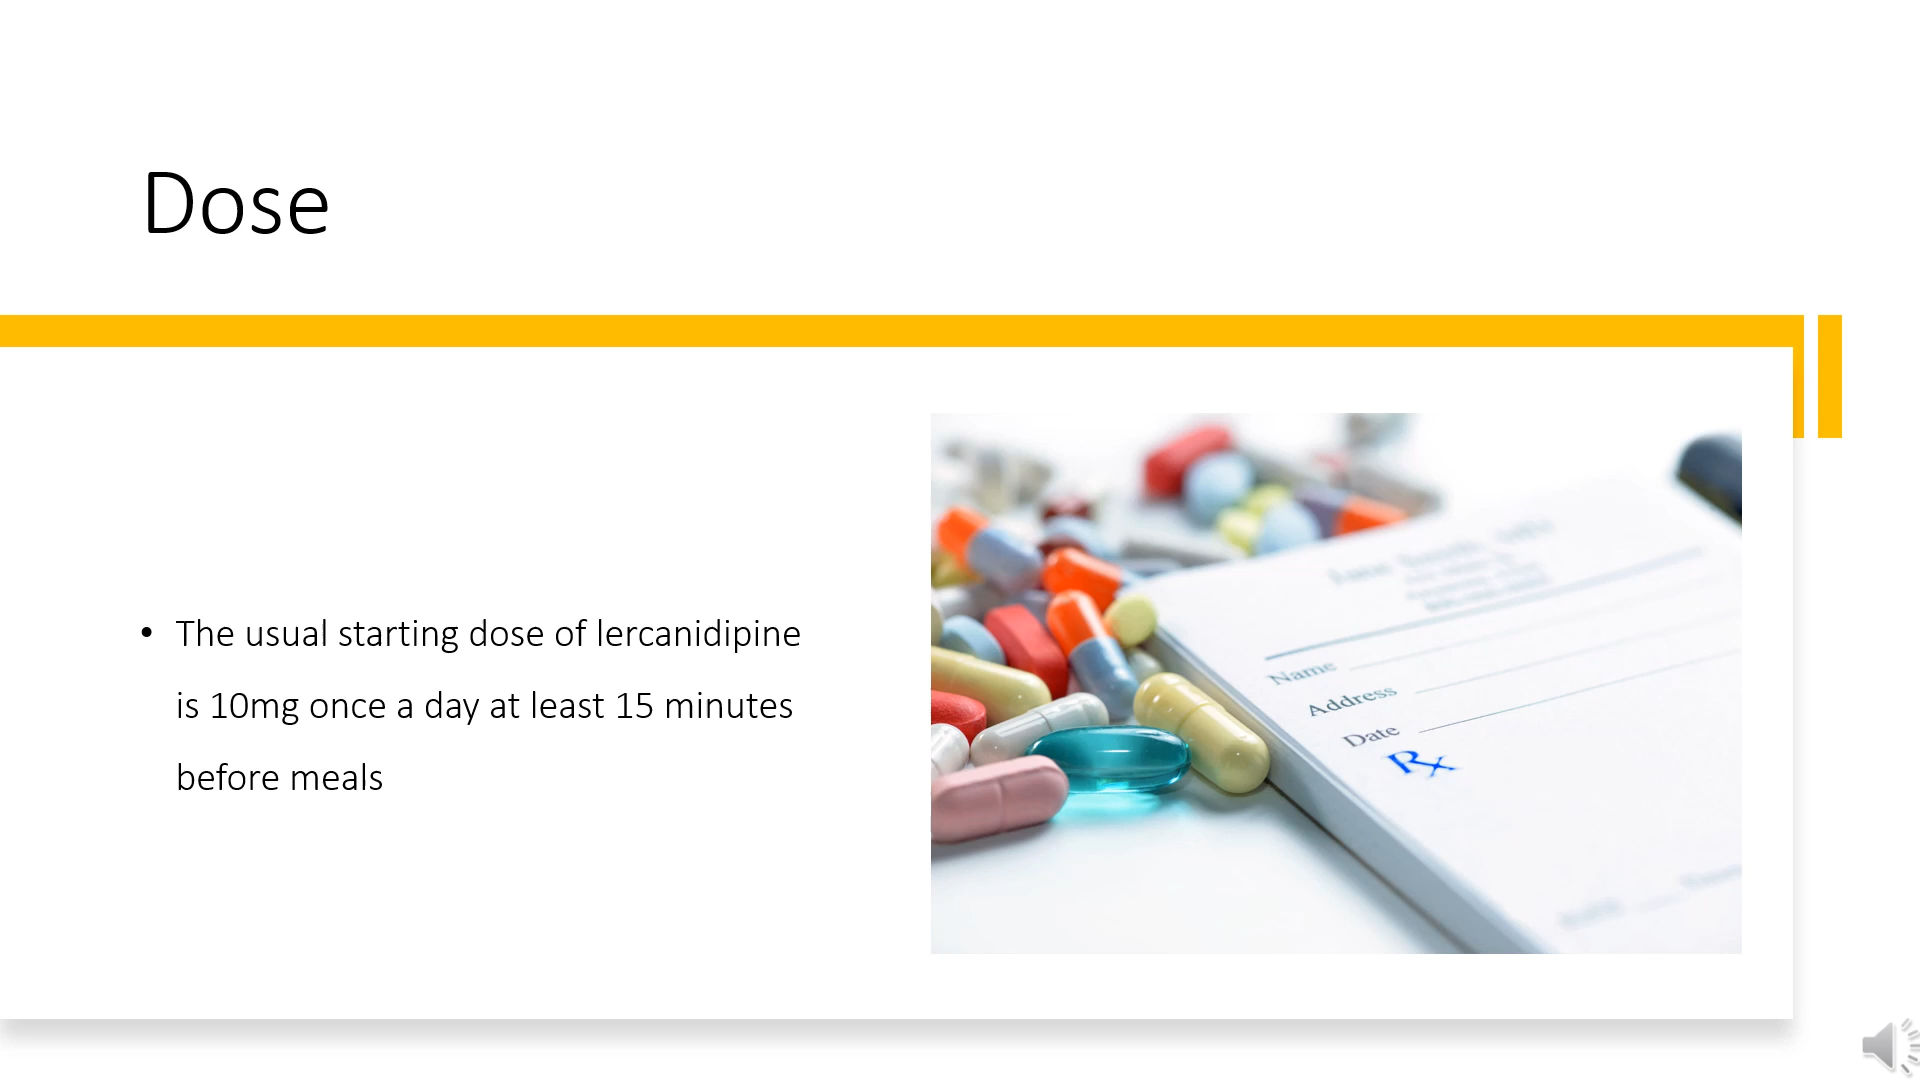 Dose
• The usual starting dose of lercanidipine
is 10mg once a day at least 15 minutes
before meals
Name
Address
Date
Rx